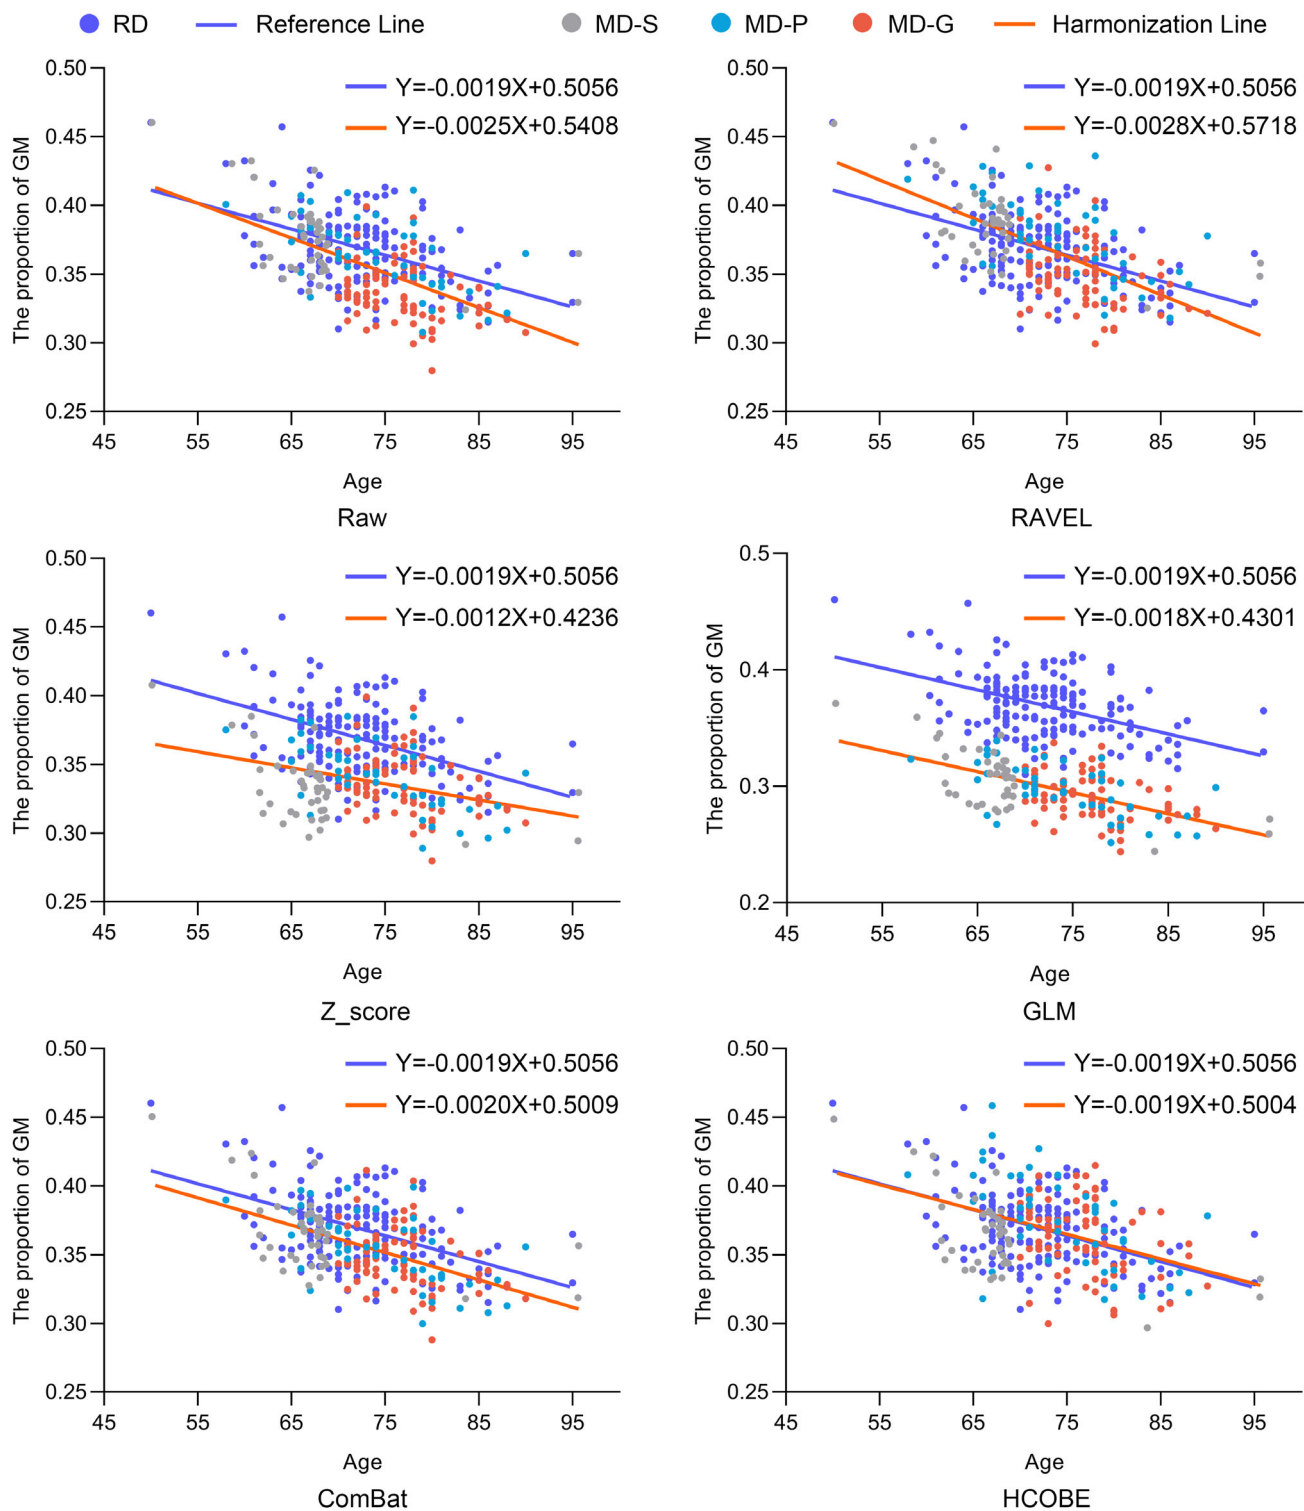 RD Reference Line MD-S MD-P MD-G Harmonization Line
0.50
0.45
0.40
0.35
0.30
0.25
The proportion of GM
Y=-0.0019X+0.5056
Y=-0.0025X+0.5408
45 55 65 75 85 95
Age
Raw
0.50
0.45
0.40
0.35
0.30
0.25
The proportion of GM
Y=-0.0019X+0.5056
Y=-0.0028X+0.5718
45 55 65 75 85 95
Age
RAVEL
0.50
0.45
0.40
0.35
0.30
0.25
The proportion of GM
Y=-0.0019X+0.5056
Y=-0.0012X+0.4236
45 55 65 75 85 95
Age
Z_score
0.5
0.4
0.3
0.2
The proportion of GM
Y=-0.0019X+0.5056
Y=-0.0018X+0.4301
45 55 65 75 85 95
Age
GLM
0.50
0.45
0.40
0.35
0.30
0.25
The proportion of GM
Y=-0.0019X+0.5056
Y=-0.0020X+0.5009
45 55 65 75 85 95
Age
ComBat
0.50
0.45
0.40
0.35
0.30
0.25
The proportion of GM
Y=-0.0019X+0.5056
Y=-0.0019X+0.5004
45 55 65 75 85 95
Age
HCOBE